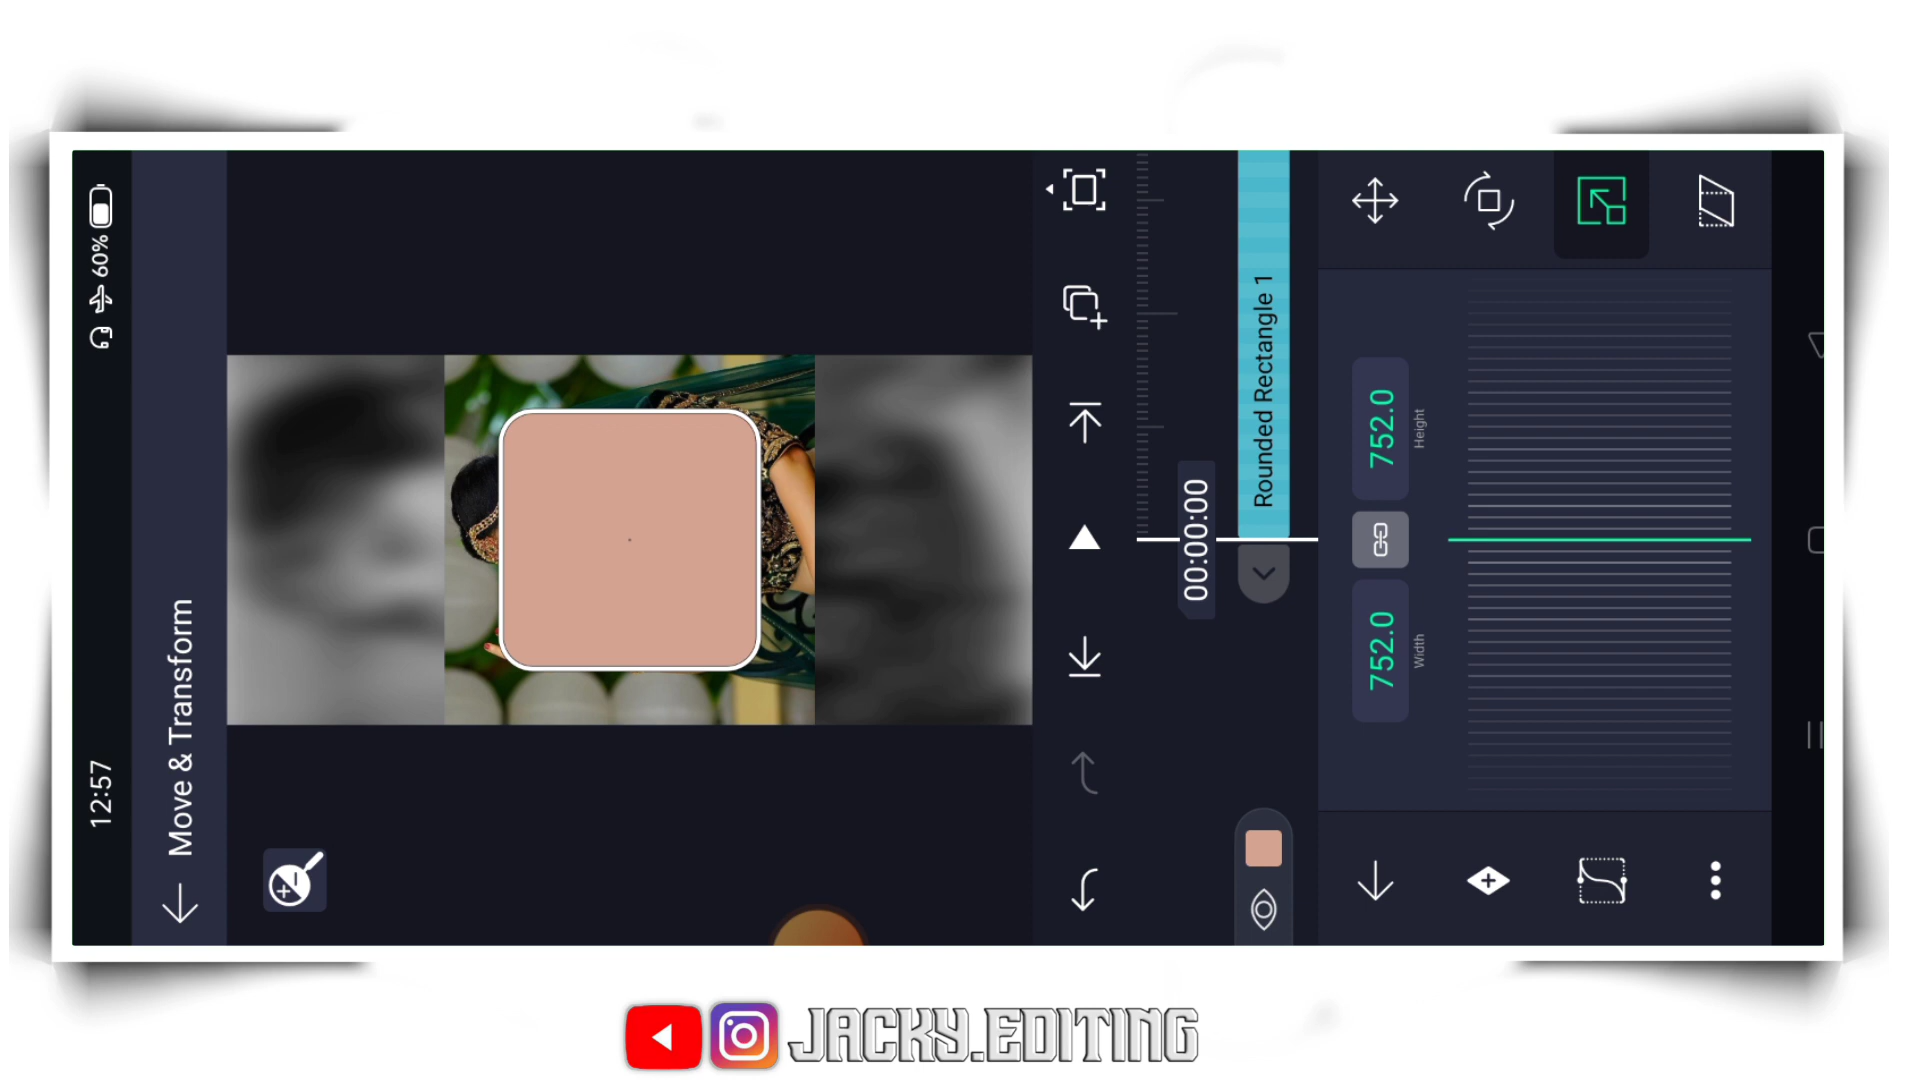 12:57
60%
Move & Transform
00:00:00
Rounded Rectangle 1
752.0
Width
752.0
Height
JACKY.EDITING